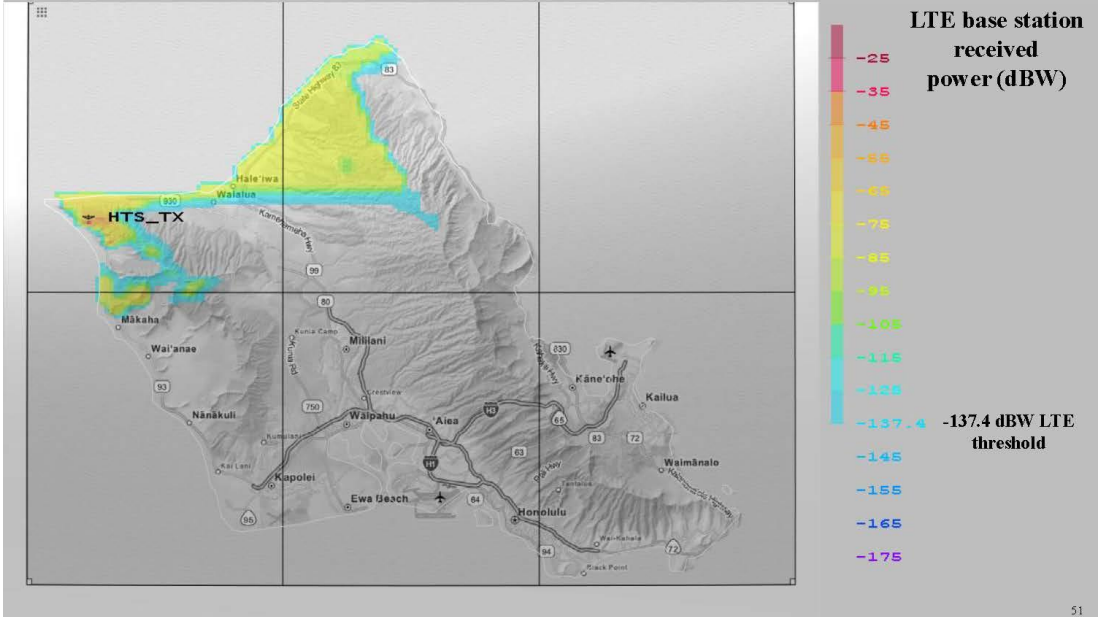 LTE base station
received
power (dBW)
-25
-35
-45
-55
-65
-75
-85
-95
-105
-115
-125
-137.4
-145
-155
-165
-175
-137.4 dBW LTE
threshold
83
State Highway 83
Hale'iwa
930
Waialua
HTS_TX
Kamehameha Hwy
99
80
Mākaha
Kunia Camp
Mililani
Wai'anae
Kunia Rd
830
Kāne'ohe
93
Crestview
Kailua
750
Nānākuli
Waipahu
'Aiea
H3
65
83
72
63
H1
Waimānalo
Kapolei
Ewa Beach
64
Honolulu
95
94
72
Black Point
51